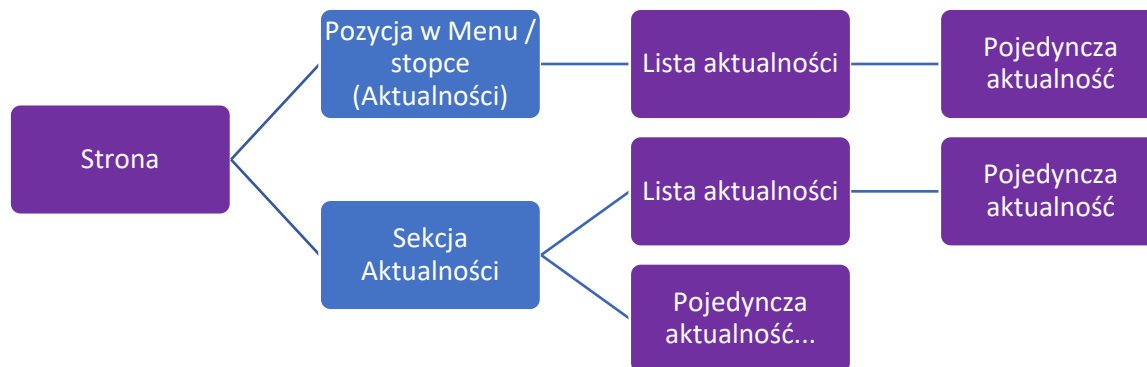 Strona
Pozycja w Menu /
stopce
(Aktualności)
Lista aktualności
Pojedyncza
aktualność
Sekcja
Aktualności
Lista aktualności
Pojedyncza
aktualność
Pojedyncza
aktualność...